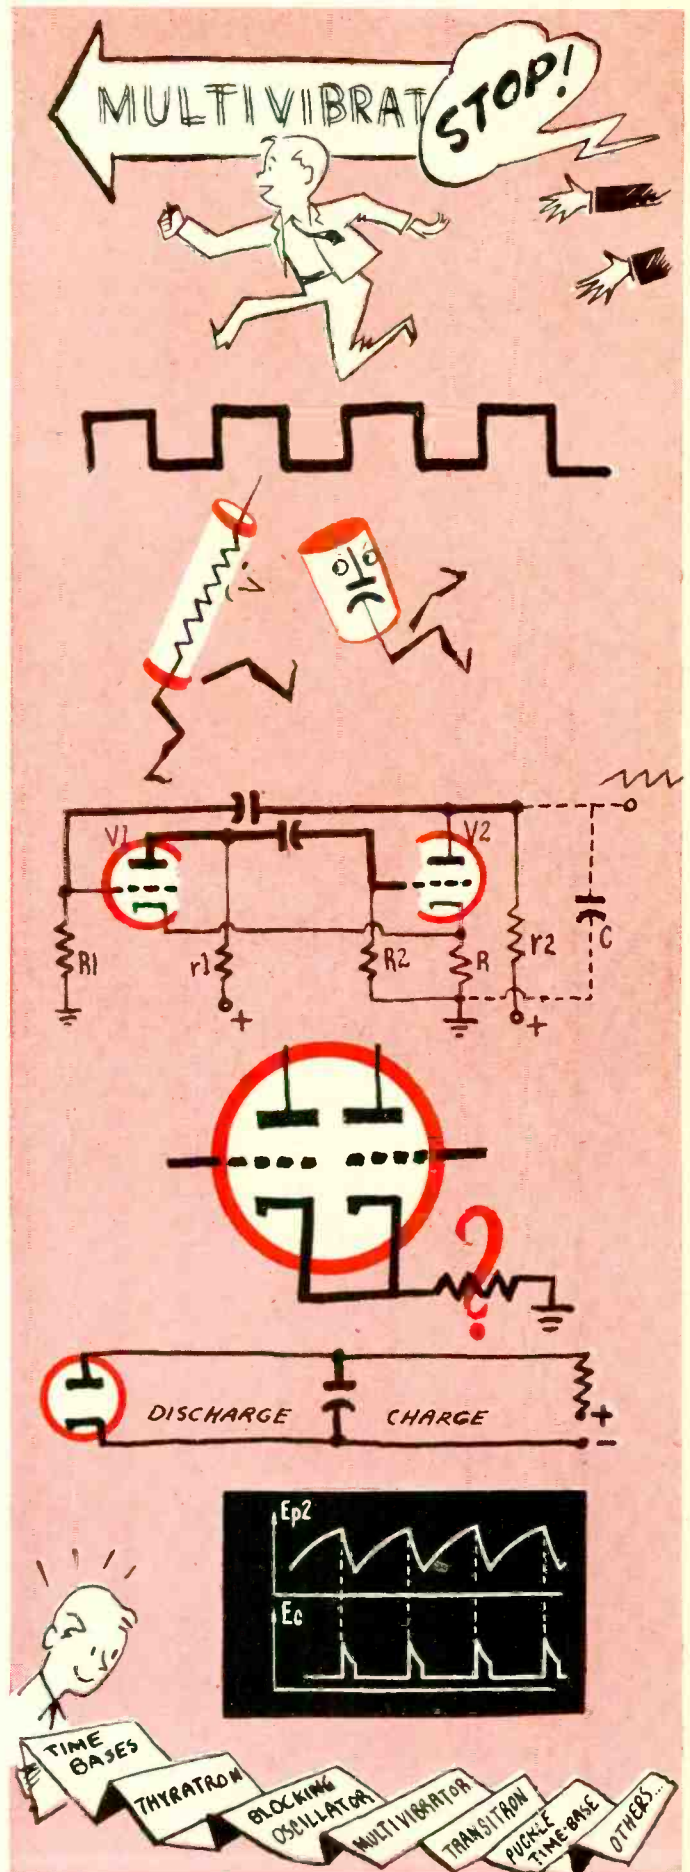 MULTIVIBRAT
STOP!
V1
V2
R1
r1
R2
R
r2
C
+
+
?
DISCHARGE
CHARGE
+
-
Ep2
Ec
TIME
BASES
THYRATRON
BLOCKING
OSCILLATOR
MULTIVIBRATOR
TRANSITRON
PUCKLE
TIME-BASE
OTHERS...